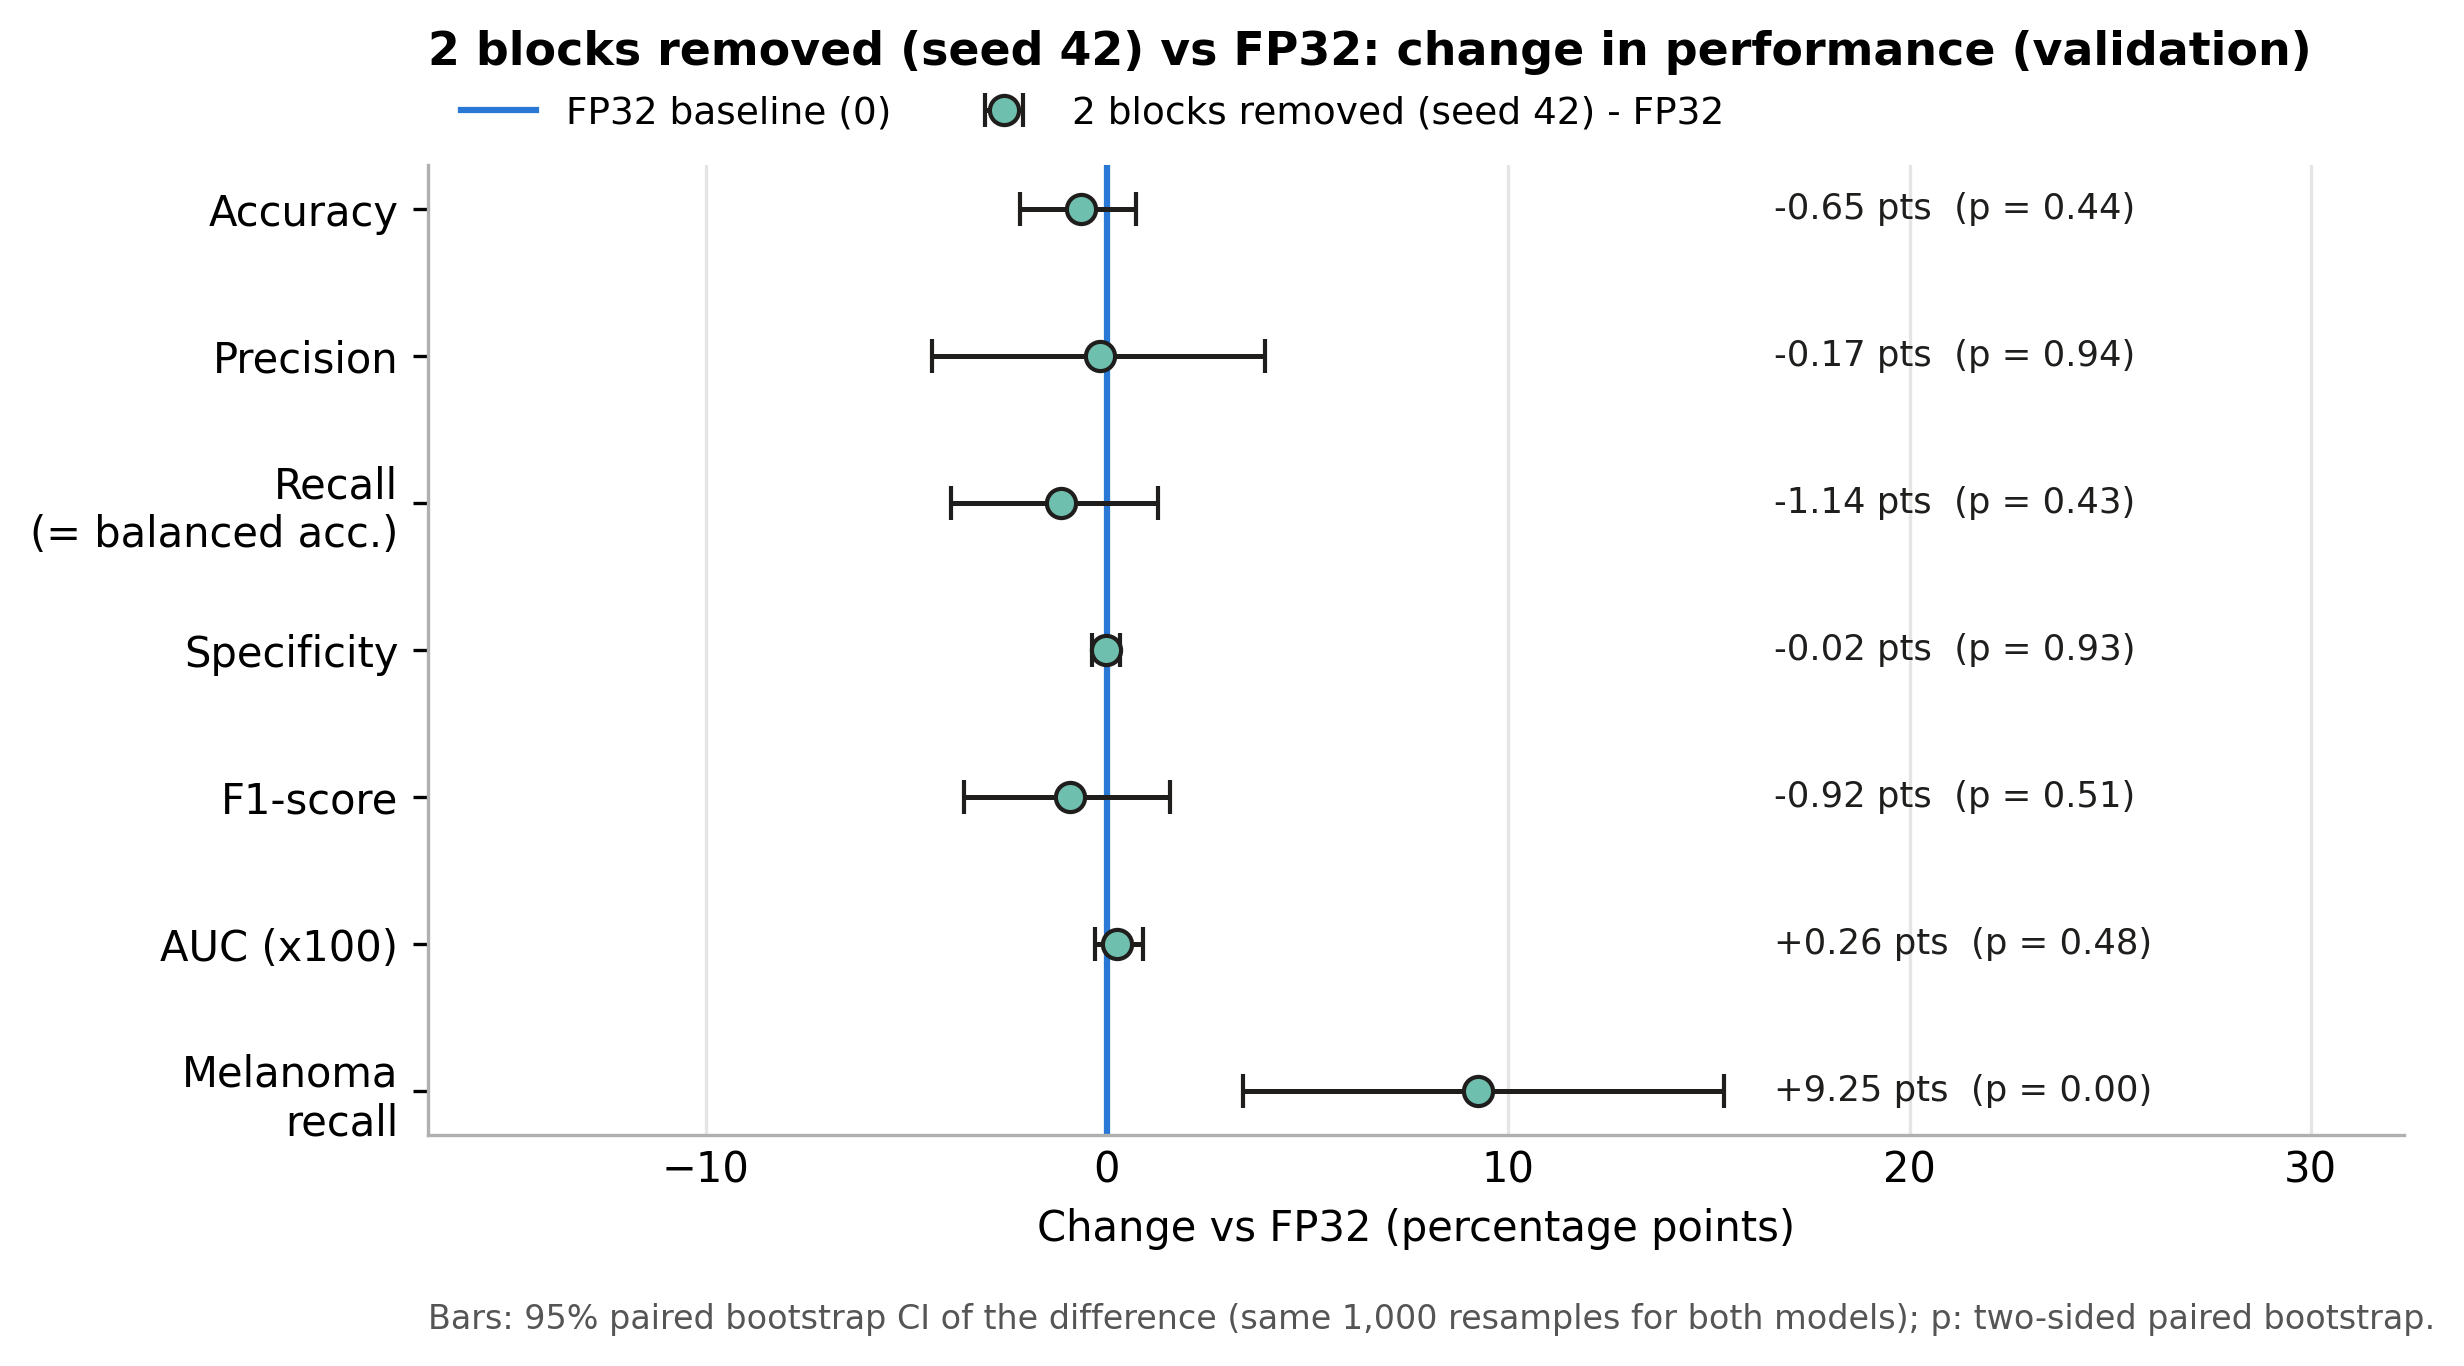 2 blocks removed (seed 42) vs FP32: change in performance (validation)
FP32 baseline (0)
2 blocks removed (seed 42) - FP32
Accuracy
-0.65 pts  (p = 0.44)
Precision
-0.17 pts  (p = 0.94)
Recall
(= balanced acc.)
-1.14 pts  (p = 0.43)
Specificity
-0.02 pts  (p = 0.93)
F1-score
-0.92 pts  (p = 0.51)
AUC (x100)
+0.26 pts  (p = 0.48)
Melanoma
recall
+9.25 pts  (p = 0.00)
−10 0 10 20 30
Change vs FP32 (percentage points)
Bars: 95% paired bootstrap CI of the difference (same 1,000 resamples for both models); p: two-sided paired bootstrap.